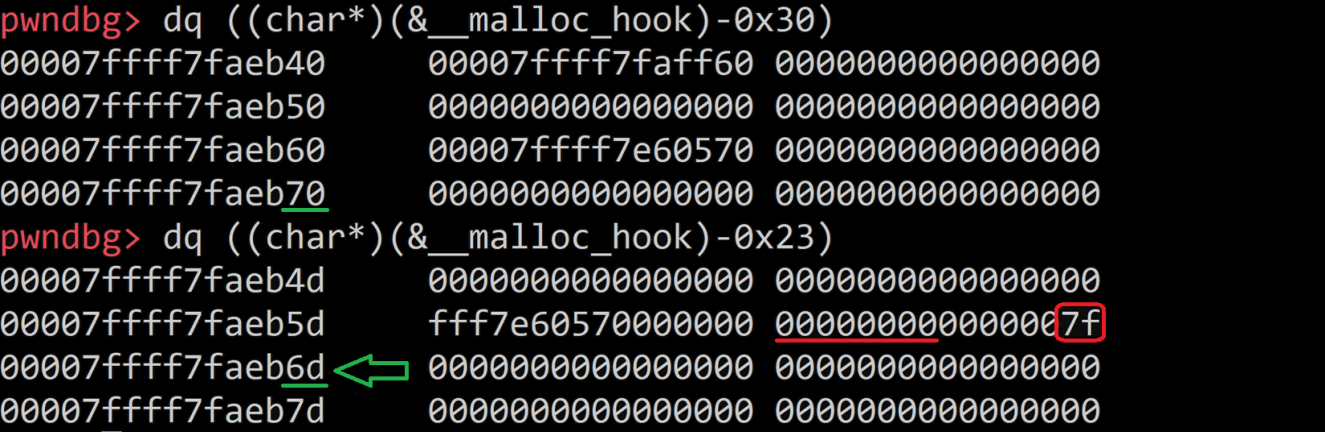 pwndbg> dq ((char*)(&__malloc_hook)-0x30)
00007ffff7faeb40     00007ffff7faff60 0000000000000000
00007ffff7faeb50     0000000000000000 0000000000000000
00007ffff7faeb60     00007ffff7e60570 0000000000000000
00007ffff7faeb70     0000000000000000 0000000000000000
pwndbg> dq ((char*)(&__malloc_hook)-0x23)
00007ffff7faeb4d     0000000000000000 0000000000000000
00007ffff7faeb5d     fff7e60570000000 000000000000007f
00007ffff7faeb6d     0000000000000000 0000000000000000
00007ffff7faeb7d     0000000000000000 0000000000000000